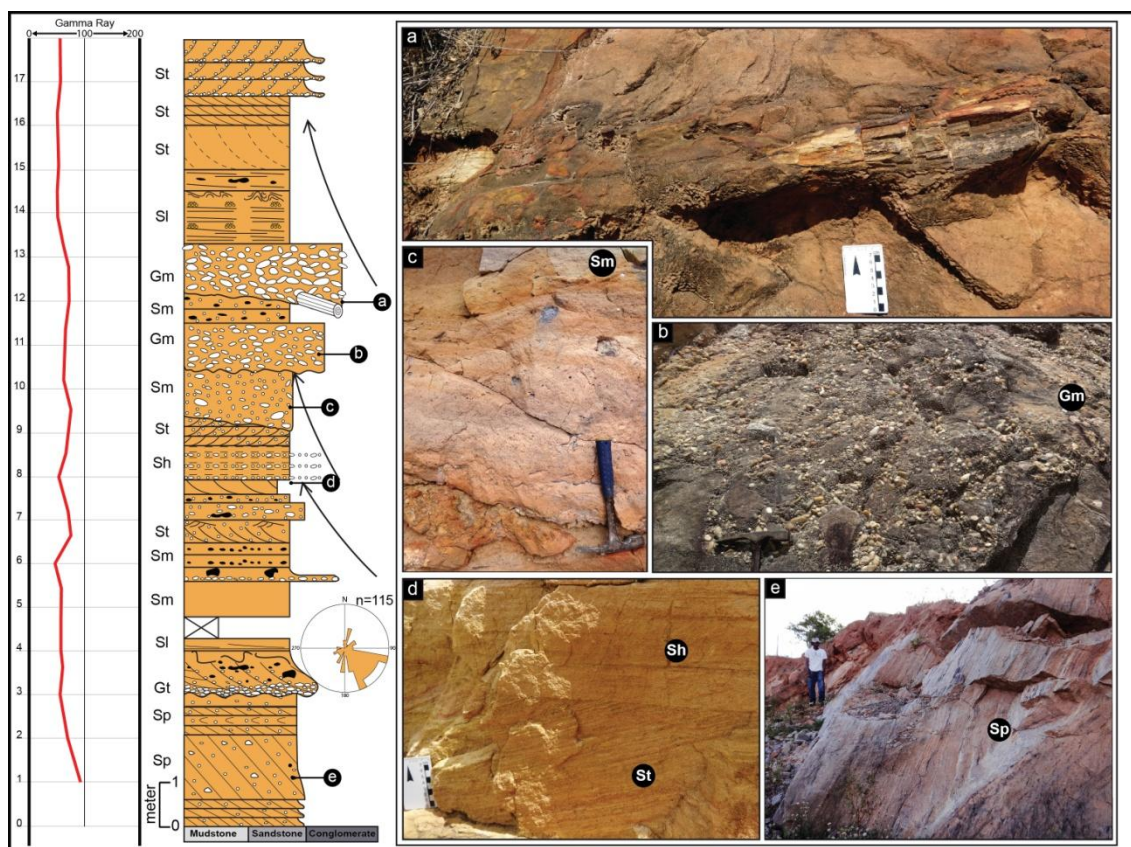 Gamma Ray
0 100 200
17
16
15
14
13
12
11
10
9
8
7
6
5
4
3
2
1
0
St
St
St
Sl
Gm
Sm
Gm
Sm
St
Sh
St
Sm
Sm
Sl
Gt
Sp
Sp
a
b
c
d
e
n=115
N
270
90
180
meter
1
0
Mudstone Sandstone Conglomerate
a
c
Sm
b
Gm
d
Sh
St
e
Sp